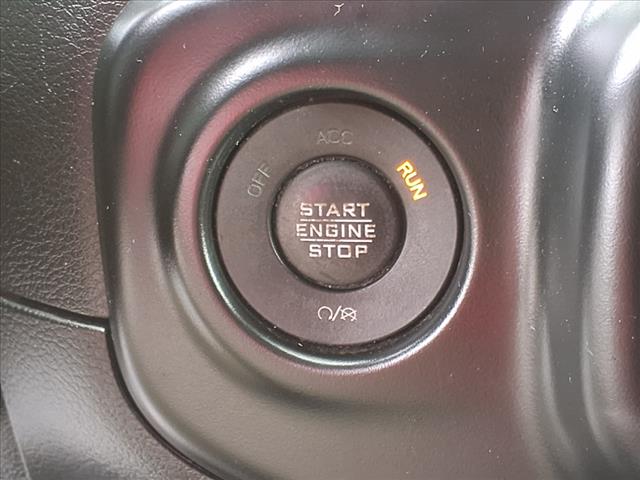 OFF
ACC
RUN
START
ENGINE
STOP